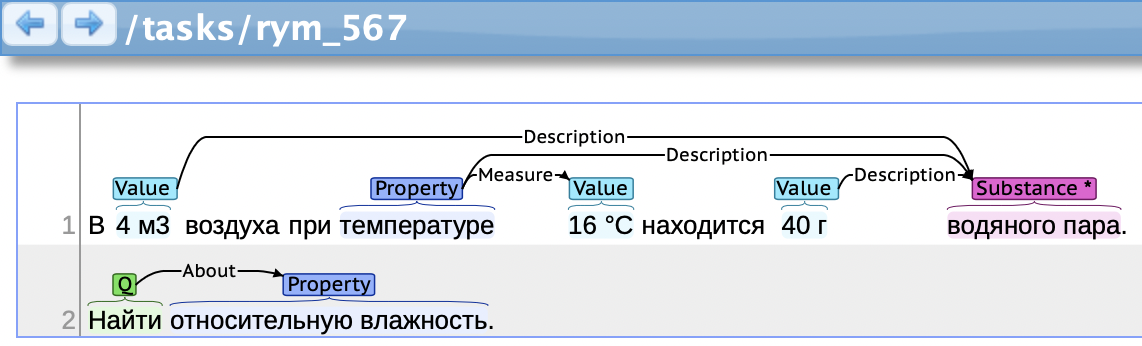 /tasks/rym_567
Description
Description
Value Property Measure Value Value Description Substance *
1 В 4 м3 воздуха при температуре 16 °C находится 40 г водяного пара.
Q About Property
2 Найти относительную влажность.